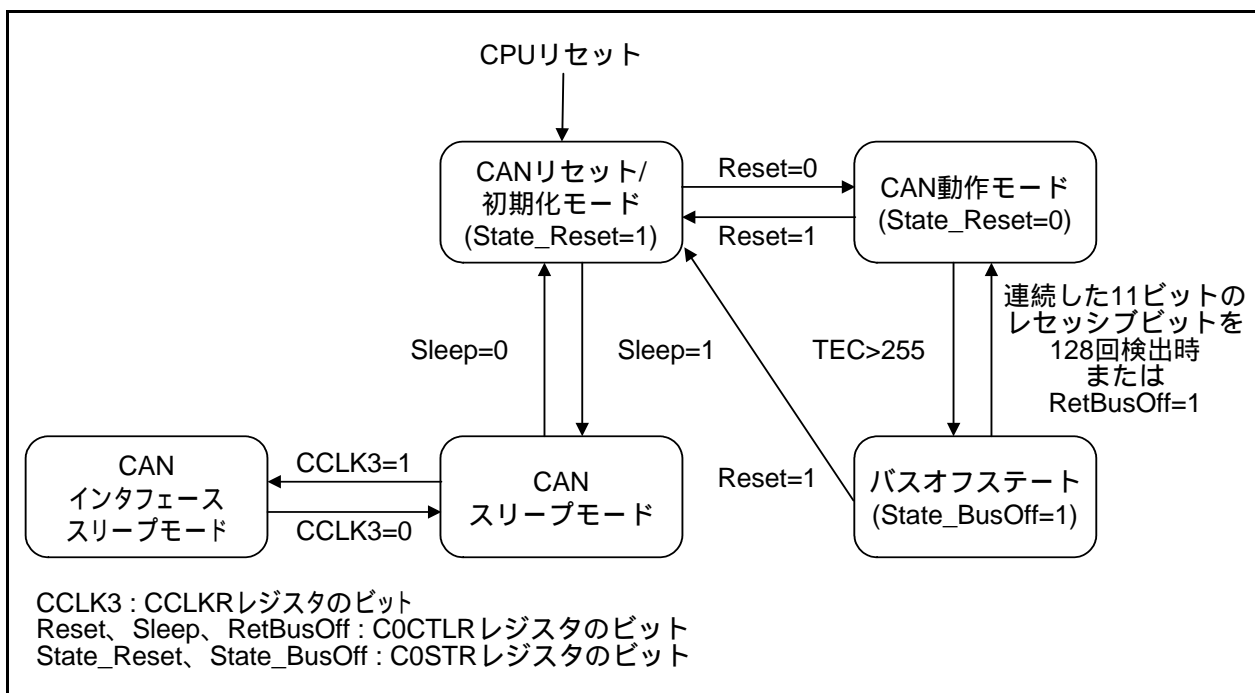 CPUリセット
CANリセット/
初期化モード
(State_Reset=1)
Reset=0
Reset=1
CAN動作モード
(State_Reset=0)
Sleep=0
Sleep=1
TEC>255
連続した11ビットの
レセッシブビットを
128回検出時
または
RetBusOff=1
CAN
インタフェース
スリープモード
CCLK3=1
CCLK3=0
CAN
スリープモード
Reset=1
バスオフステート
(State_BusOff=1)
CCLK3 : CCLKRレジスタのビット
Reset、Sleep、RetBusOff : C0CTLRレジスタのビット
State_Reset、State_BusOff : C0STRレジスタのビット